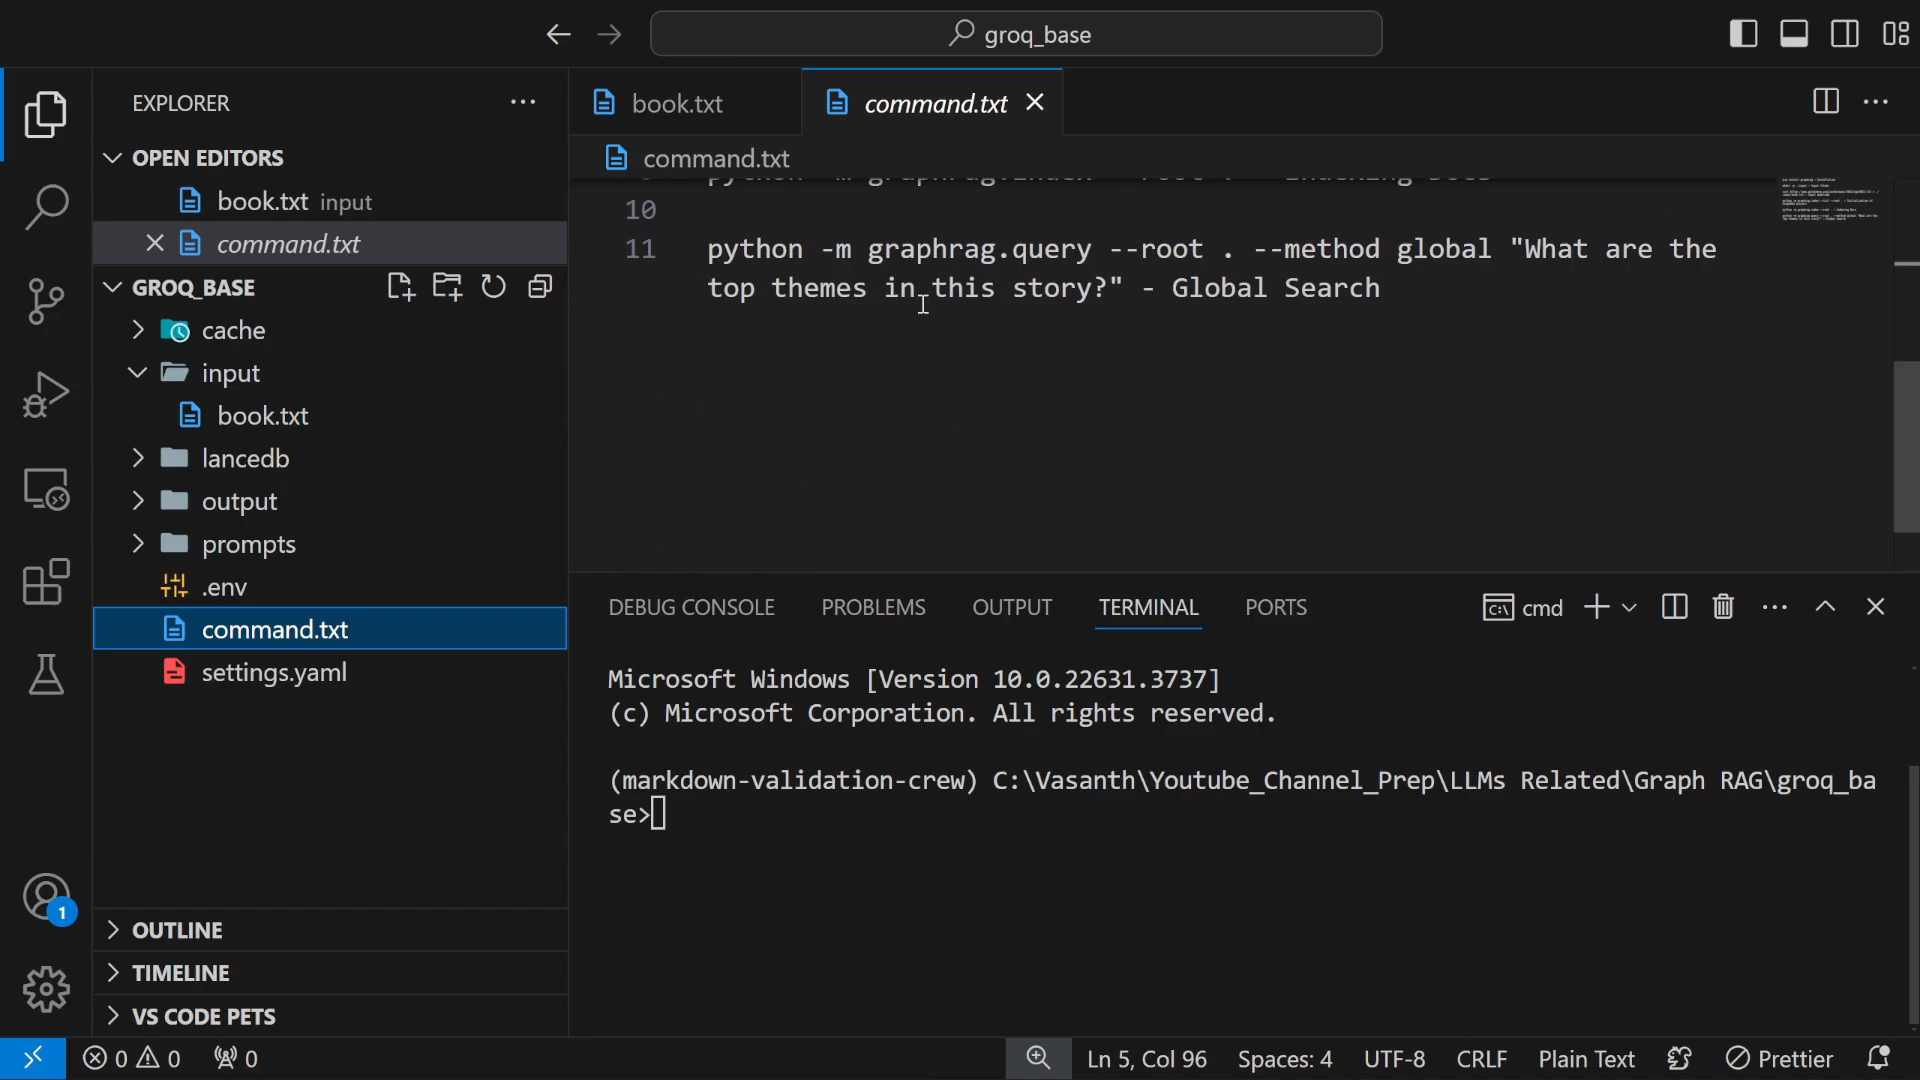 groq_base
EXPLORER
OPEN EDITORS
book.txt input
command.txt
GROQ_BASE
cache
input
book.txt
lancedb
output
prompts
.env
command.txt
settings.yaml
OUTLINE
TIMELINE
VS CODE PETS
book.txt
command.txt
command.txt
10
11 python -m graphrag.query --root . --method global "What are the
top themes in this story?" - Global Search
DEBUG CONSOLE PROBLEMS OUTPUT TERMINAL PORTS
cmd
Microsoft Windows [Version 10.0.22631.3737]
(c) Microsoft Corporation. All rights reserved.
(markdown-validation-crew) C:\Vasanth\Youtube_Channel_Prep\LLMs Related\Graph RAG\groq_ba
se>
1
0 0 0
Ln 5, Col 96 Spaces: 4 UTF-8 CRLF Plain Text Prettier